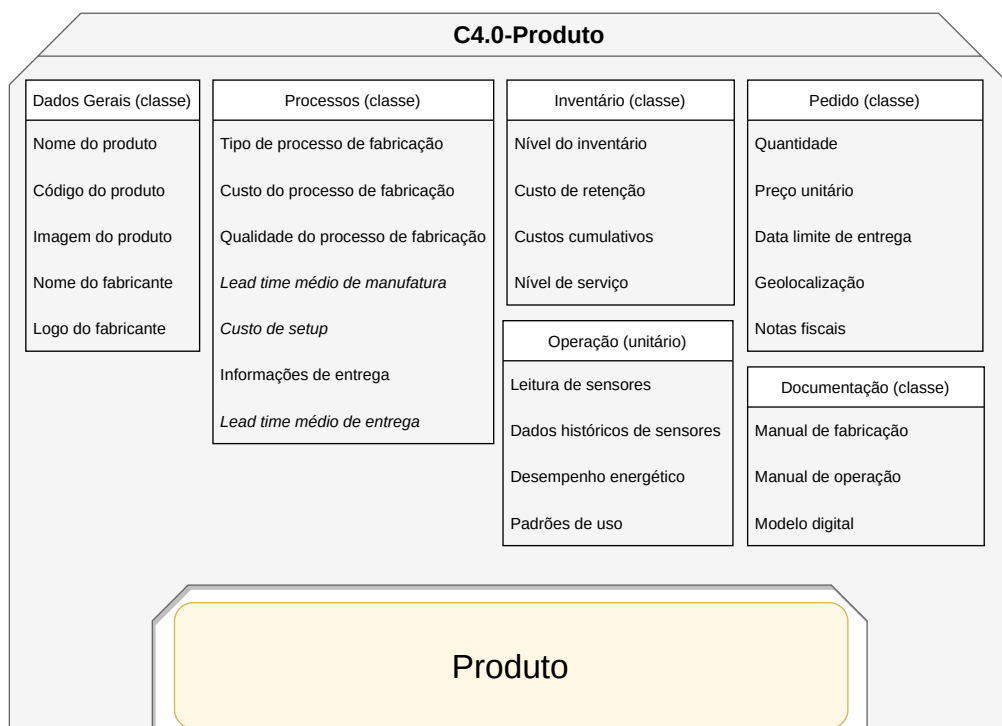 C4.0-Produto
Dados Gerais (classe)
Nome do produto
Código do produto
Imagem do produto
Nome do fabricante
Logo do fabricante
Processos (classe)
Tipo de processo de fabricação
Custo do processo de fabricação
Qualidade do processo de fabricação
Lead time médio de manufatura
Custo de setup
Informações de entrega
Lead time médio de entrega
Inventário (classe)
Nível do inventário
Custo de retenção
Custos cumulativos
Nível de serviço
Operação (unitário)
Leitura de sensores
Dados históricos de sensores
Desempenho energético
Padrões de uso
Pedido (classe)
Quantidade
Preço unitário
Data limite de entrega
Geolocalização
Notas fiscais
Documentação (classe)
Manual de fabricação
Manual de operação
Modelo digital
Produto